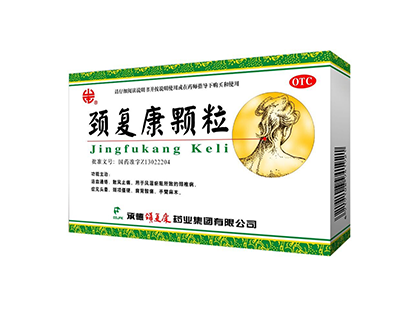 请仔细阅读说明书并按说明使用或在药师指导下购买和使用
OTC
颈复康颗粒
Jingfukang Keli
批准文号：国药准字Z13022204
功能主治：
活血通络，散风止痛。用于风湿瘀阻所致的颈椎病，
症见头晕、颈项僵硬、肩背酸痛、手臂麻木。
承德颈复康药业集团有限公司